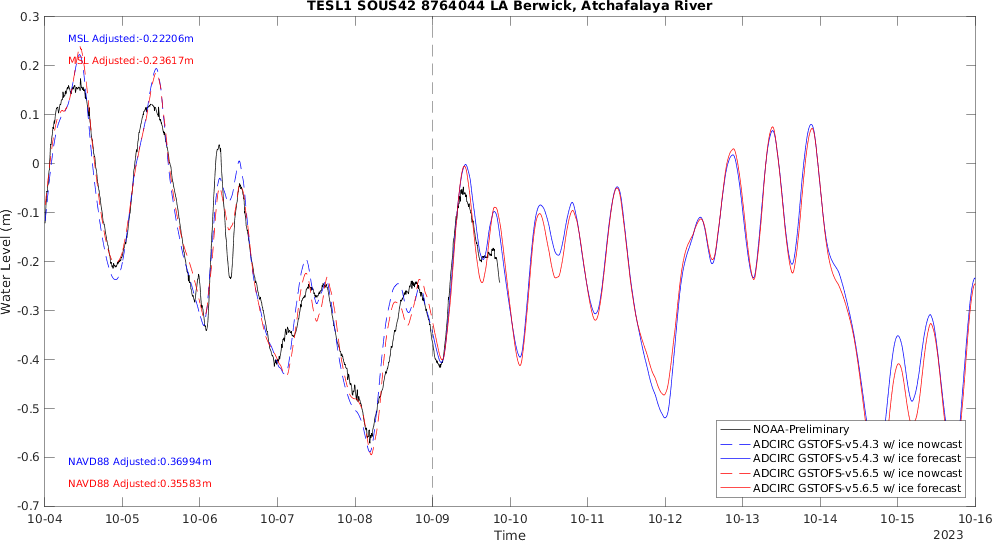 TESL1 SOUS42 8764044 LA Berwick, Atchafalaya River
MSL Adjusted:-0.22206m
MSL Adjusted:-0.23617m
Water Level (m)
0.3
0.2
0.1
0
-0.1
-0.2
-0.3
-0.4
-0.5
-0.6
-0.7
NAVD88 Adjusted:0.36994m
NAVD88 Adjusted:0.35583m
NOAA-Preliminary
ADCIRC GSTOFS-v5.4.3 w/ ice nowcast
ADCIRC GSTOFS-v5.4.3 w/ ice forecast
ADCIRC GSTOFS-v5.6.5 w/ ice nowcast
ADCIRC GSTOFS-v5.6.5 w/ ice forecast
10-04 10-05 10-06 10-07 10-08 10-09 10-10 10-11 10-12 10-13 10-14 10-15 10-16
Time
2023